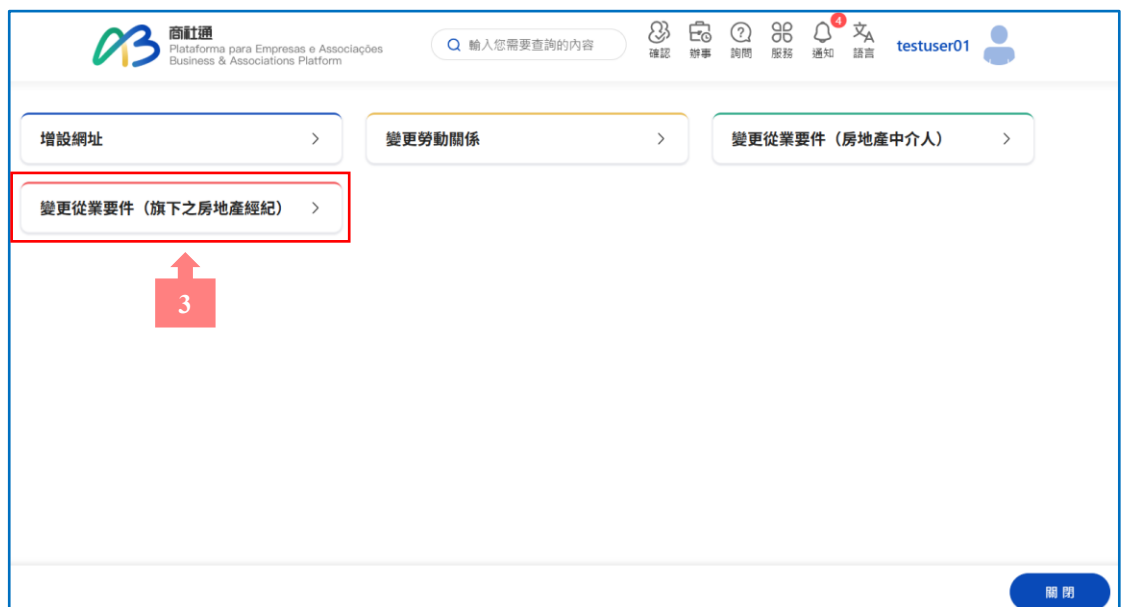 商社通
Plataforma para Empresas e Associações
Business & Associations Platform
輸入您需要查詢的內容
確認
辦事
詢問
服務
4
通知
語言
testuser01
增設網址
變更勞動關係
變更從業要件（房地產中介人）
變更從業要件（旗下之房地產經紀）
3
關閉